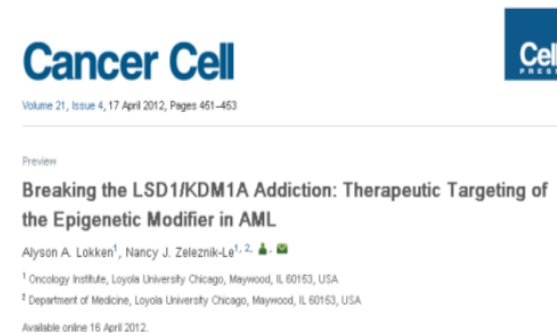 Cancer Cell
Cell
PRESS
Volume 21, Issue 4, 17 April 2012, Pages 451–453
Preview
Breaking the LSD1/KDM1A Addiction: Therapeutic Targeting of
the Epigenetic Modifier in AML
Alyson A. Lokken1, Nancy J. Zeleznik-Le1, 2,
1 Oncology Institute, Loyola University Chicago, Maywood, IL 60153, USA
2 Department of Medicine, Loyola University Chicago, Maywood, IL 60153, USA
Available online 16 April 2012.